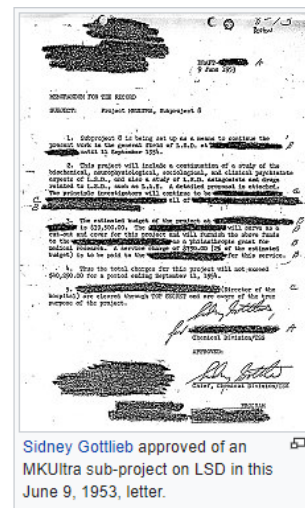 DRAFT-
9 June 1953
MEMORANDUM FOR THE RECORD
SUBJECT: Project MKULTRA, Subproject 8
1. Subproject 8 is being set up as a means to continue the
present work in the general field of L.S.D. at
until 11 September 1954.
2. This project will include a continuation of a study of the
biochemical, neurophysiological, sociological, and clinical psychiatric
aspects of L.S.D., and also a study of L.S.D. antagonists and drugs
related to L.S.D., such as L.A.E. A detailed proposal is attached.
The principle investigators will continue to be
all of
3. The estimated budget of the project at
is $39,500.00. The will serve as a
cut-out and cover for this project and will furnish the above funds
to the as a philanthropic grant for
medical research. A service charge of $790.00 (2% of the estimated
budget) is to be paid to the for this service.
4. Thus the total charges for this project will not exceed
$40,290.00 for a period ending September 11, 1954.
5. (Director of the
hospital) are cleared through TOP SECRET and are aware of the true
purpose of the project.
Chemical Division/TSS
APPROVED:
Chief, Chemical Division/TSS
Sidney Gottlieb approved of an
MKUltra sub-project on LSD in this
June 9, 1953, letter.